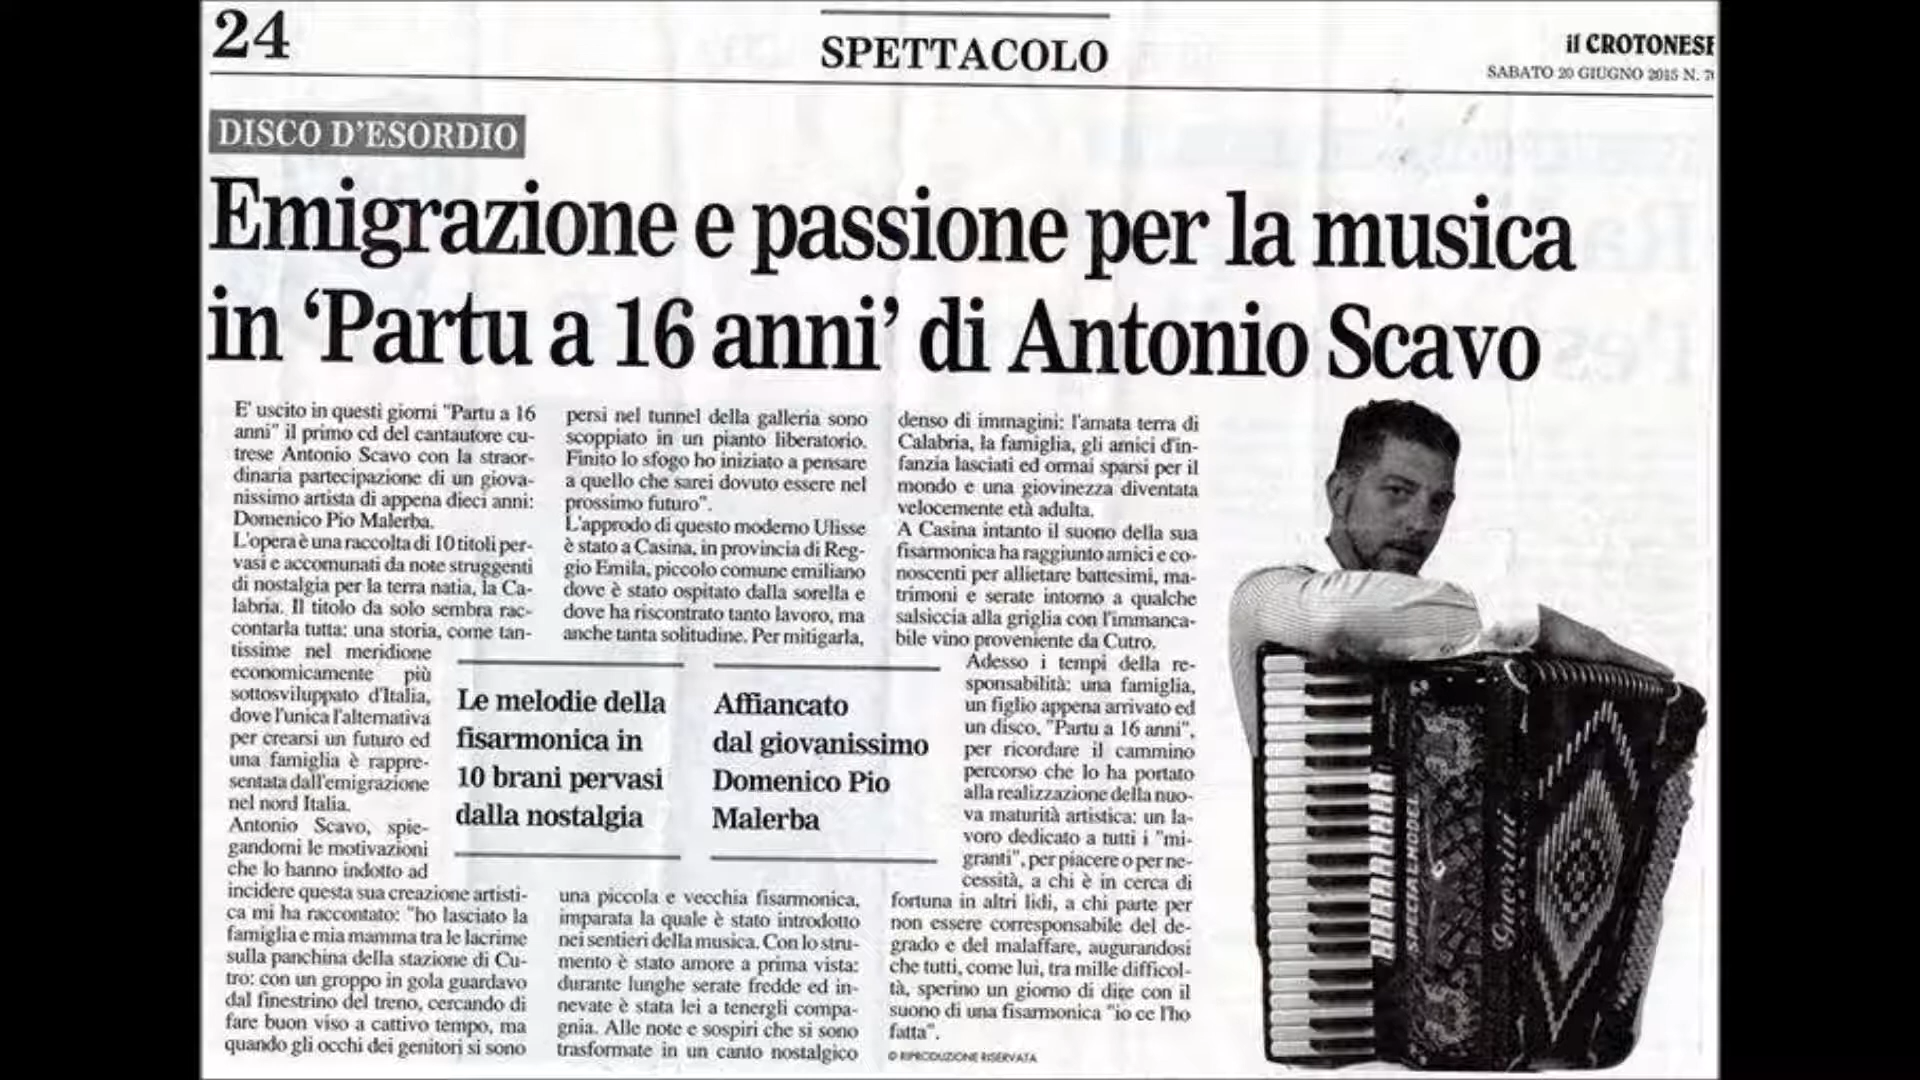 24
SPETTACOLO
il CROTONESE
SABATO 20 GIUGNO 2015 N.
DISCO D'ESORDIO
Emigrazione e passione per la musica
in 'Partu a 16 anni' di Antonio Scavo
E' uscito in questi giorni "Partu a 16
anni" il primo cd del cantautore cu-
trese Antonio Scavo con la straor-
dinaria partecipazione di un giova-
nissimo artista di appena dieci anni:
Domenico Pio Malerba.
L'opera è una raccolta di 10 titoli per-
vasi e accomunati da note struggenti
di nostalgia per la terra natia, la Ca-
labria. Il titolo da solo sembra rac-
contarla tutta: una storia, come tan-
tissime nel meridione
economicamente più
sottosviluppato d'Italia,
dove l'unica l'alternativa
per crearsi un futuro ed
una famiglia è rappre-
sentata dall'emigrazione
nel nord Italia.
Antonio Scavo, spie-
gandomi le motivazioni
che lo hanno indotto ad
incidere questa sua creazione artisti-
ca mi ha raccontato: "ho lasciato la
famiglia e mia mamma tra le lacrime
sulla panchina della stazione di Cu-
tro: con un groppo in gola guardavo
dal finestrino del treno, cercando di
fare buon viso a cattivo tempo, ma
quando gli occhi dei genitori si sono
persi nel tunnel della galleria sono
scoppiato in un pianto liberatorio.
Finito lo sfogo ho iniziato a pensare
a quello che sarei dovuto essere nel
prossimo futuro".
L'approdo di questo moderno Ulisse
è stato a Casina, in provincia di Reg-
gio Emila, piccolo comune emiliano
dove è stato ospitato dalla sorella e
dove ha riscontrato tanto lavoro, ma
anche tanta solitudine. Per mitigarla,
Le melodie della
fisarmonica in
10 brani pervasi
dalla nostalgia
Affiancato
dal giovanissimo
Domenico Pio
Malerba
una piccola e vecchia fisarmonica,
imparata la quale è stato introdotto
nei sentieri della musica. Con lo stru-
mento è stato amore a prima vista:
durante lunghe serate fredde ed in-
nevate è stata lei a tenergli compa-
gnia. Alle note e sospiri che si sono
trasformate in un canto nostalgico
denso di immagini: l'amata terra di
Calabria, la famiglia, gli amici d'in-
fanzia lasciati ed ormai sparsi per il
mondo e una giovinezza diventata
velocemente età adulta.
A Casina intanto il suono della sua
fisarmonica ha raggiunto amici e co-
noscenti per allietare battesimi, ma-
trimoni e serate intorno a qualche
salsiccia alla griglia con l'immanca-
bile vino proveniente da Cutro.
Adesso i tempi della re-
sponsabilità: una famiglia,
un figlio appena arrivato ed
un disco, "Partu a 16 anni",
per ricordare il cammino
percorso che lo ha portato
alla realizzazione della nuo-
va maturità artistica: un la-
voro dedicato a tutti i "mi-
granti", per piacere o per ne-
cessità, a chi è in cerca di
fortuna in altri lidi, a chi parte per
non essere corresponsabile del de-
grado e del malaffare, augurandosi
che tutti, come lui, tra mille difficol-
tà, sperino un giorno di dire con il
suono di una fisarmonica "io ce l'ho
fatta".
© RIPRODUZIONE RISERVATA
Guerrini